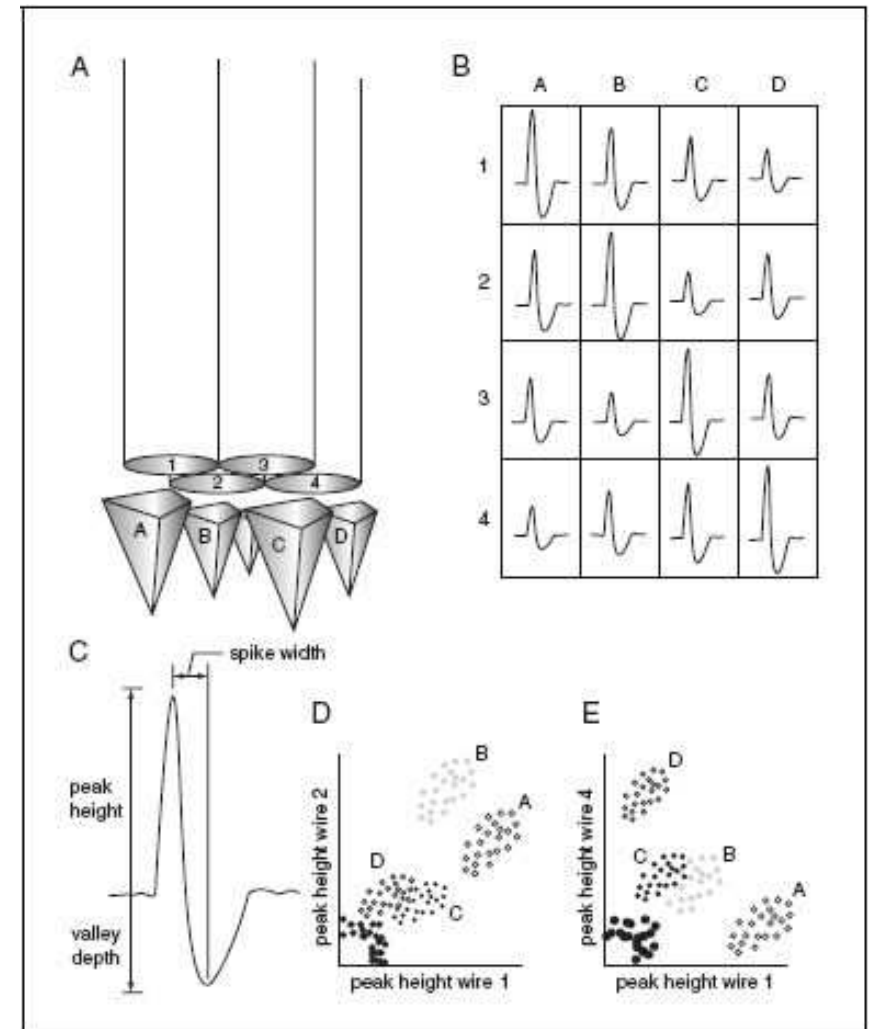 A
1
3
2
4
A
B
C
D
B
A B C D
1
2
3
4
C
spike width
peak
height
valley
depth
D
peak height wire 2
B
A
D
C
peak height wire 1
E
peak height wire 4
D
C
B
A
peak height wire 1